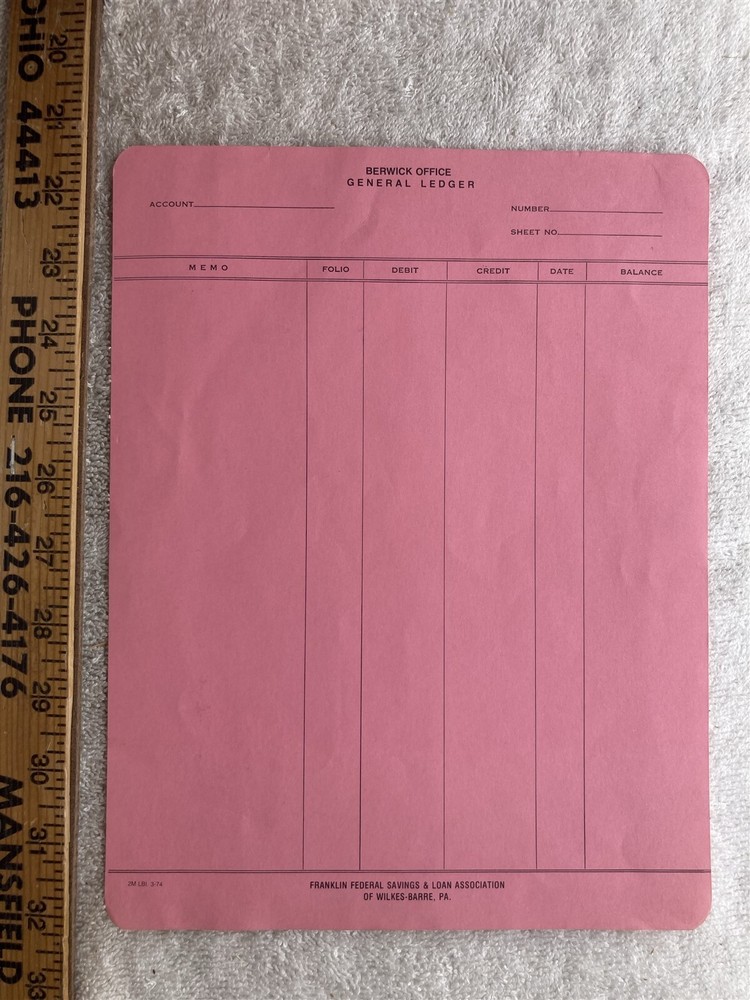 OHIO 44413 PHONE 216-426-4176 MANSFIELD
20 21 22 23 24 25 26 27 28 29 30 31 32 33
BERWICK OFFICE
GENERAL LEDGER
ACCOUNT
NUMBER
SHEET NO.
MEMO FOLIO DEBIT CREDIT DATE BALANCE
2M LBI 3/74
FRANKLIN FEDERAL SAVINGS & LOAN ASSOCIATION
OF WILKES-BARRE, PA.